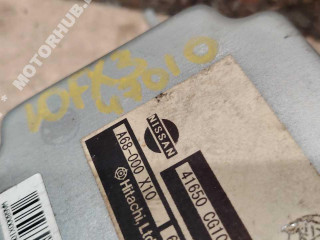 MOTORHUB.
10FX3
47010
NISSAN
A68-000 X10
Hitachi, Ltd
41650 CG10